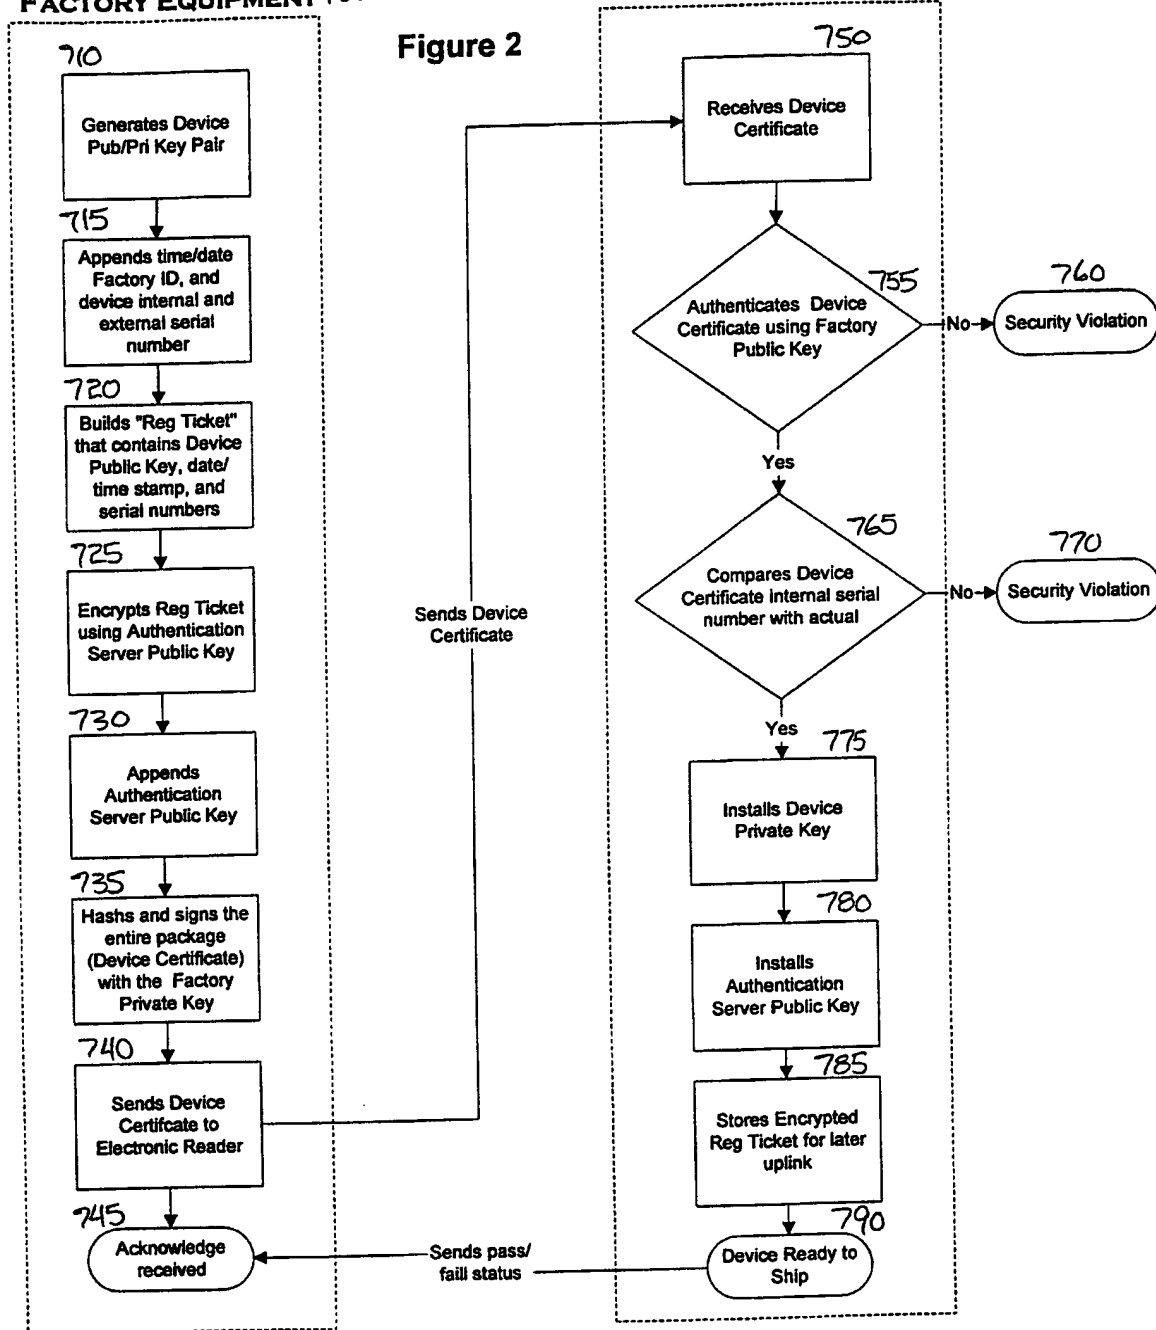 FACTORY EQUIPMENT
Figure 2
710
Generates Device
Pub/Pri Key Pair
715
Appends time/date
Factory ID, and
device internal and
external serial
number
720
Builds "Reg Ticket"
that contains Device
Public Key, date/
time stamp, and
serial numbers
725
Encrypts Reg Ticket
using Authentication
Server Public Key
730
Appends
Authentication
Server Public Key
735
Hashs and signs the
entire package
(Device Certificate)
with the Factory
Private Key
740
Sends Device
Certifcate to
Electronic Reader
745
Acknowledge
received
Sends Device
Certificate
Sends pass/
faill status
750
Receives Device
Certificate
755
Authenticates Device
Certificate using Factory
Public Key
No
760
Security Violation
Yes
765
Compares Device
Certificate internal serial
number with actual
No
770
Security Violation
Yes
775
Installs Device
Private Key
780
Installs
Authentication
Server Public Key
785
Stores Encrypted
Reg Ticket for later
uplink
790
Device Ready to
Ship